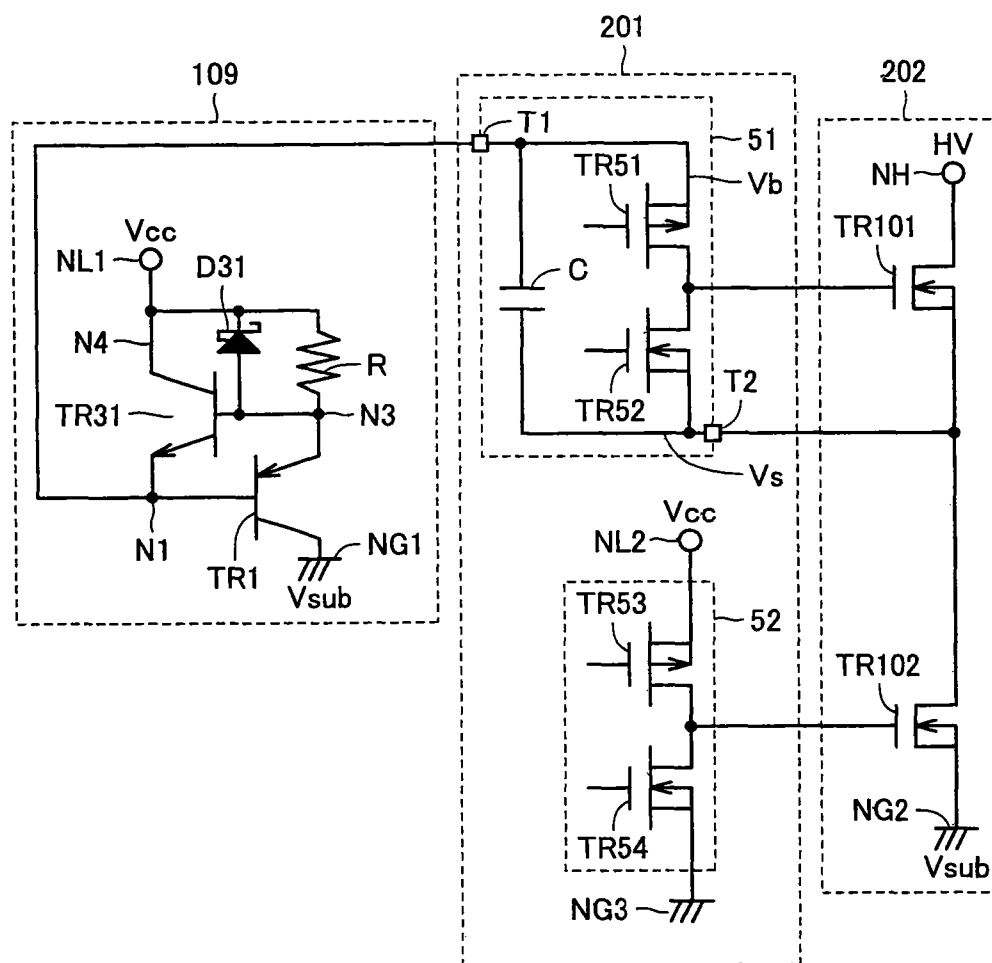 201
109
202
T1
51
HV
TR51
NH
Vb
Vcc
TR101
NL1
D31
C
N4
R
T2
TR31
N3
TR52
Vs
Vcc
N1
NG1
NL2
TR1
Vsub
TR53
52
TR102
NG2
TR54
Vsub
NG3